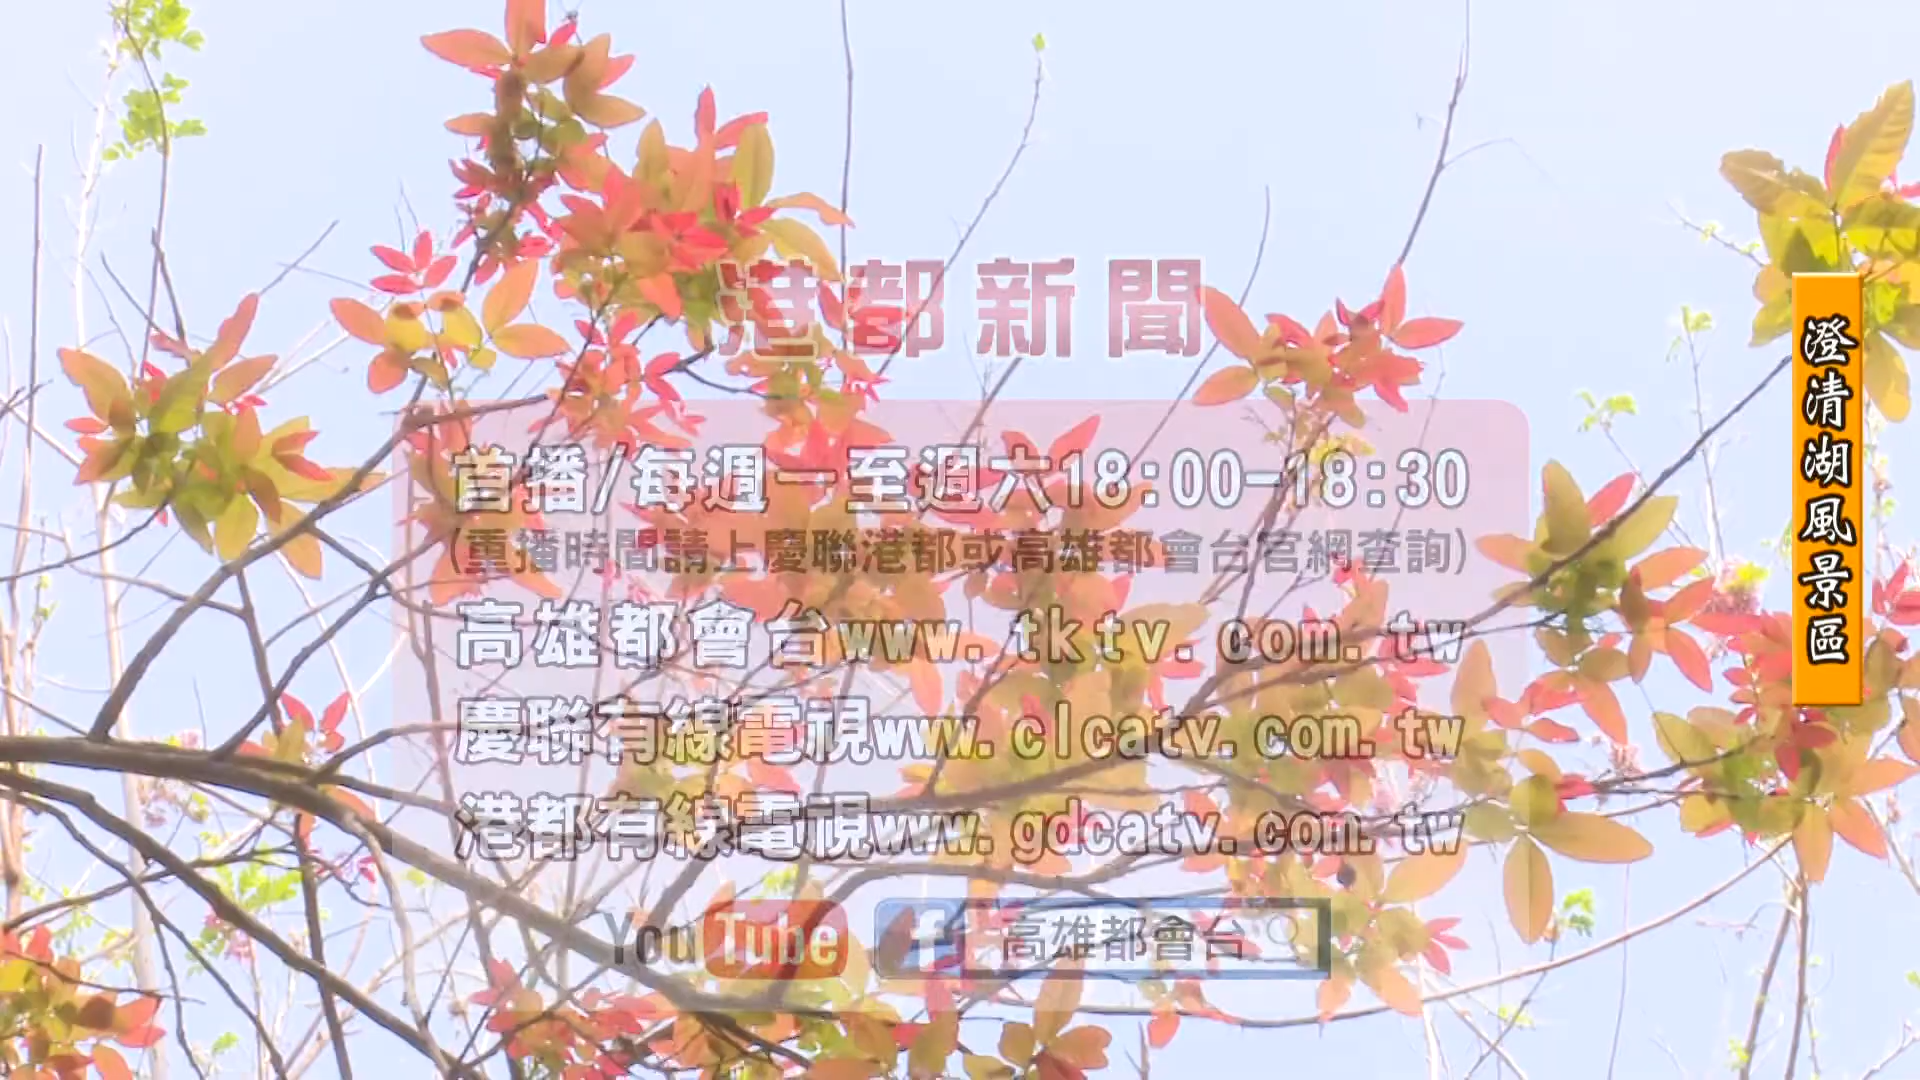 港都新聞
首播/每週一至週六18:00-18:30
(重播時間請上慶聯港都或高雄都會台官網查詢)
高雄都會台www.tktv.com.tw
慶聯有線電視www.clcatv.com.tw
港都有線電視www.gdcatv.com.tw
YouTube f 高雄都會台
澄清湖風景區